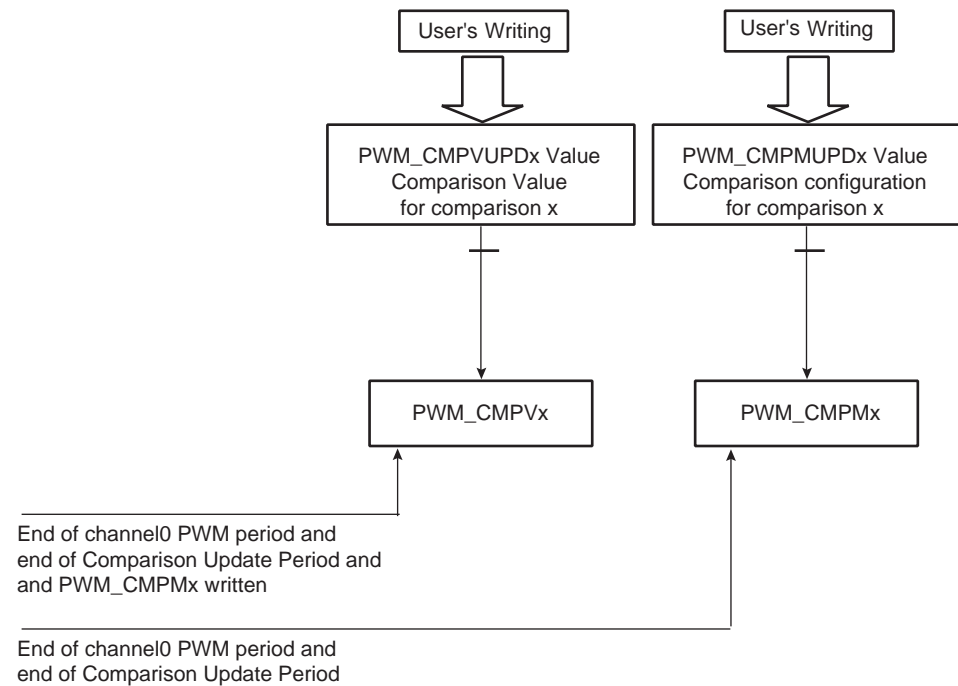 User's Writing
User's Writing
PWM_CMPVUPDx Value
Comparison Value
for comparison x
PWM_CMPMUPDx Value
Comparison configuration
for comparison x
PWM_CMPVx
PWM_CMPMx
End of channel0 PWM period and
end of Comparison Update Period and
and PWM_CMPMx written
End of channel0 PWM period and
end of Comparison Update Period